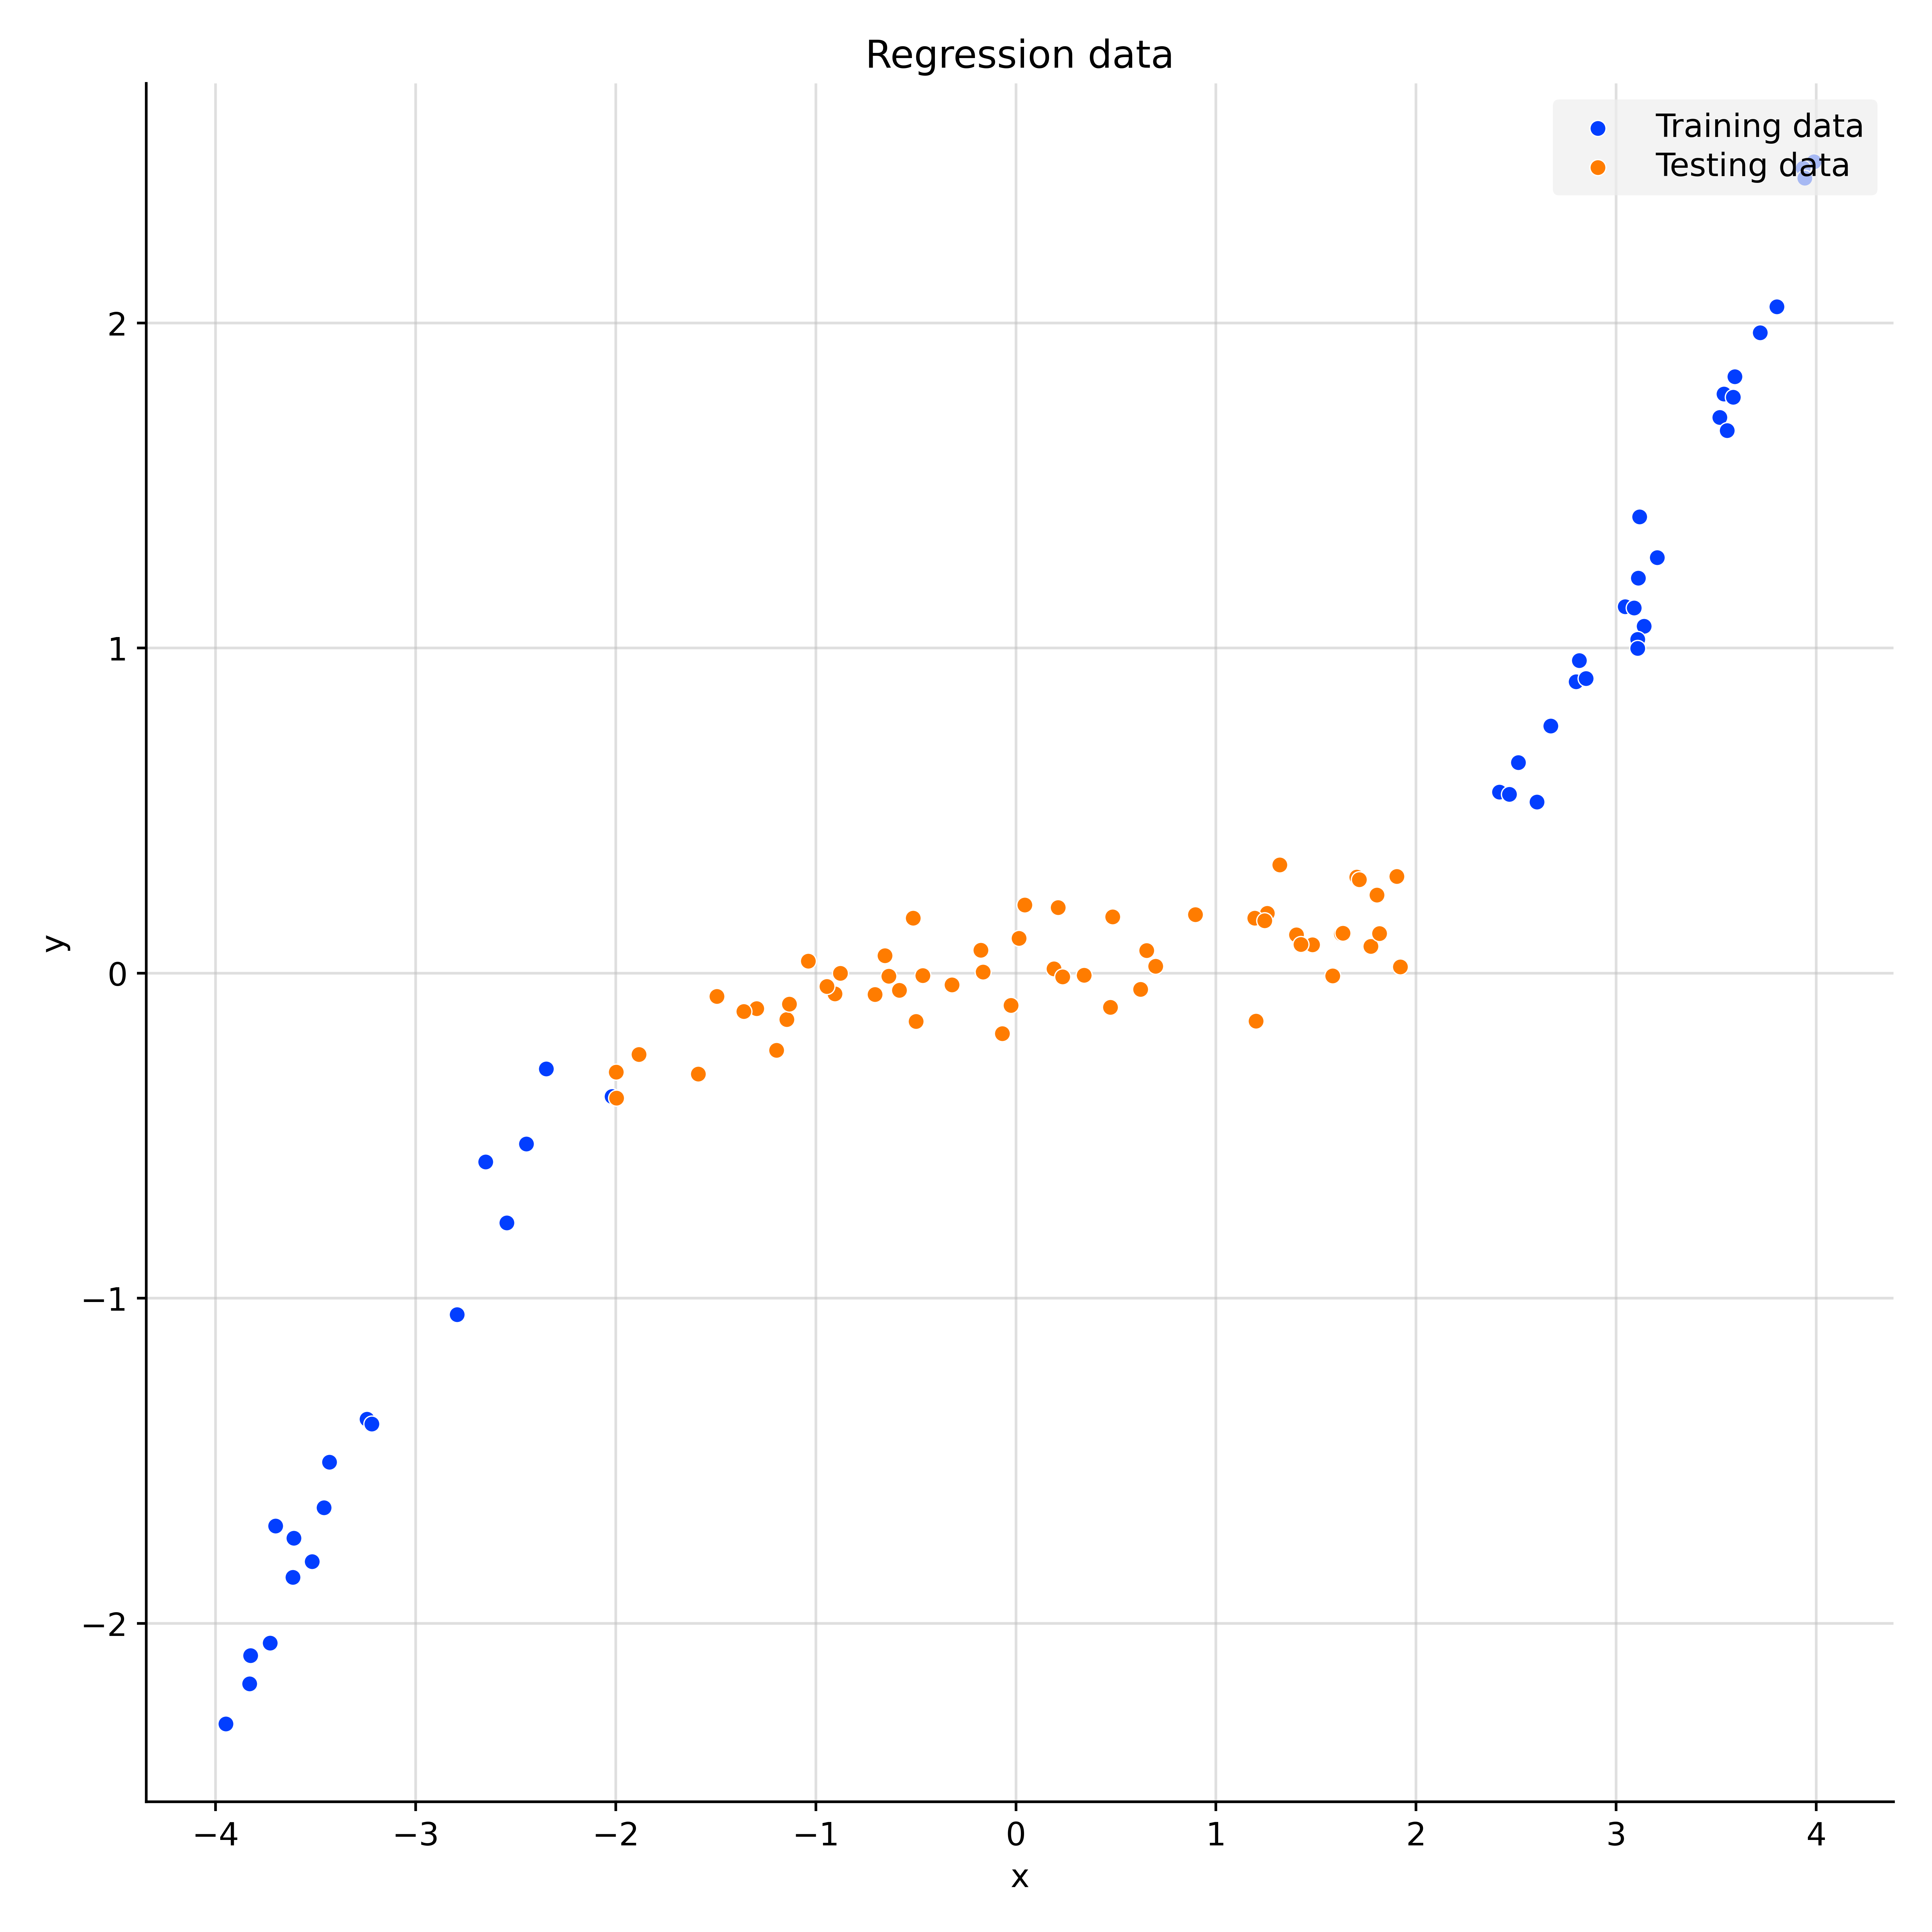 Regression data
Training data
Testing data
2
1
0
−1
−2
y
−4 −3 −2 −1 0 1 2 3 4
x